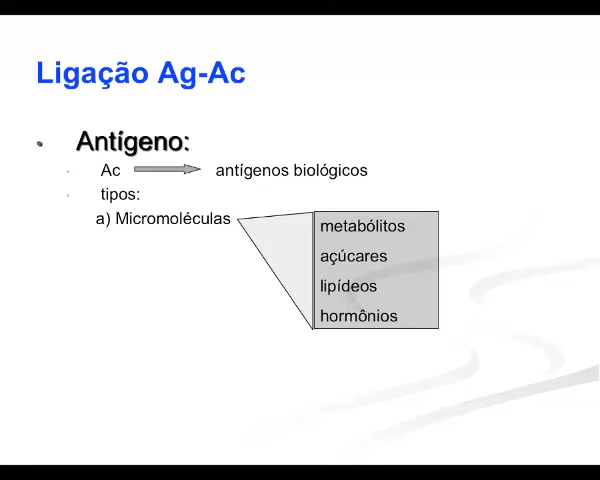 Ligação Ag-Ac
• Antígeno:
• Ac antígenos biológicos
• tipos:
a) Micromoléculas
metabólitos
açúcares
lipídeos
hormônios